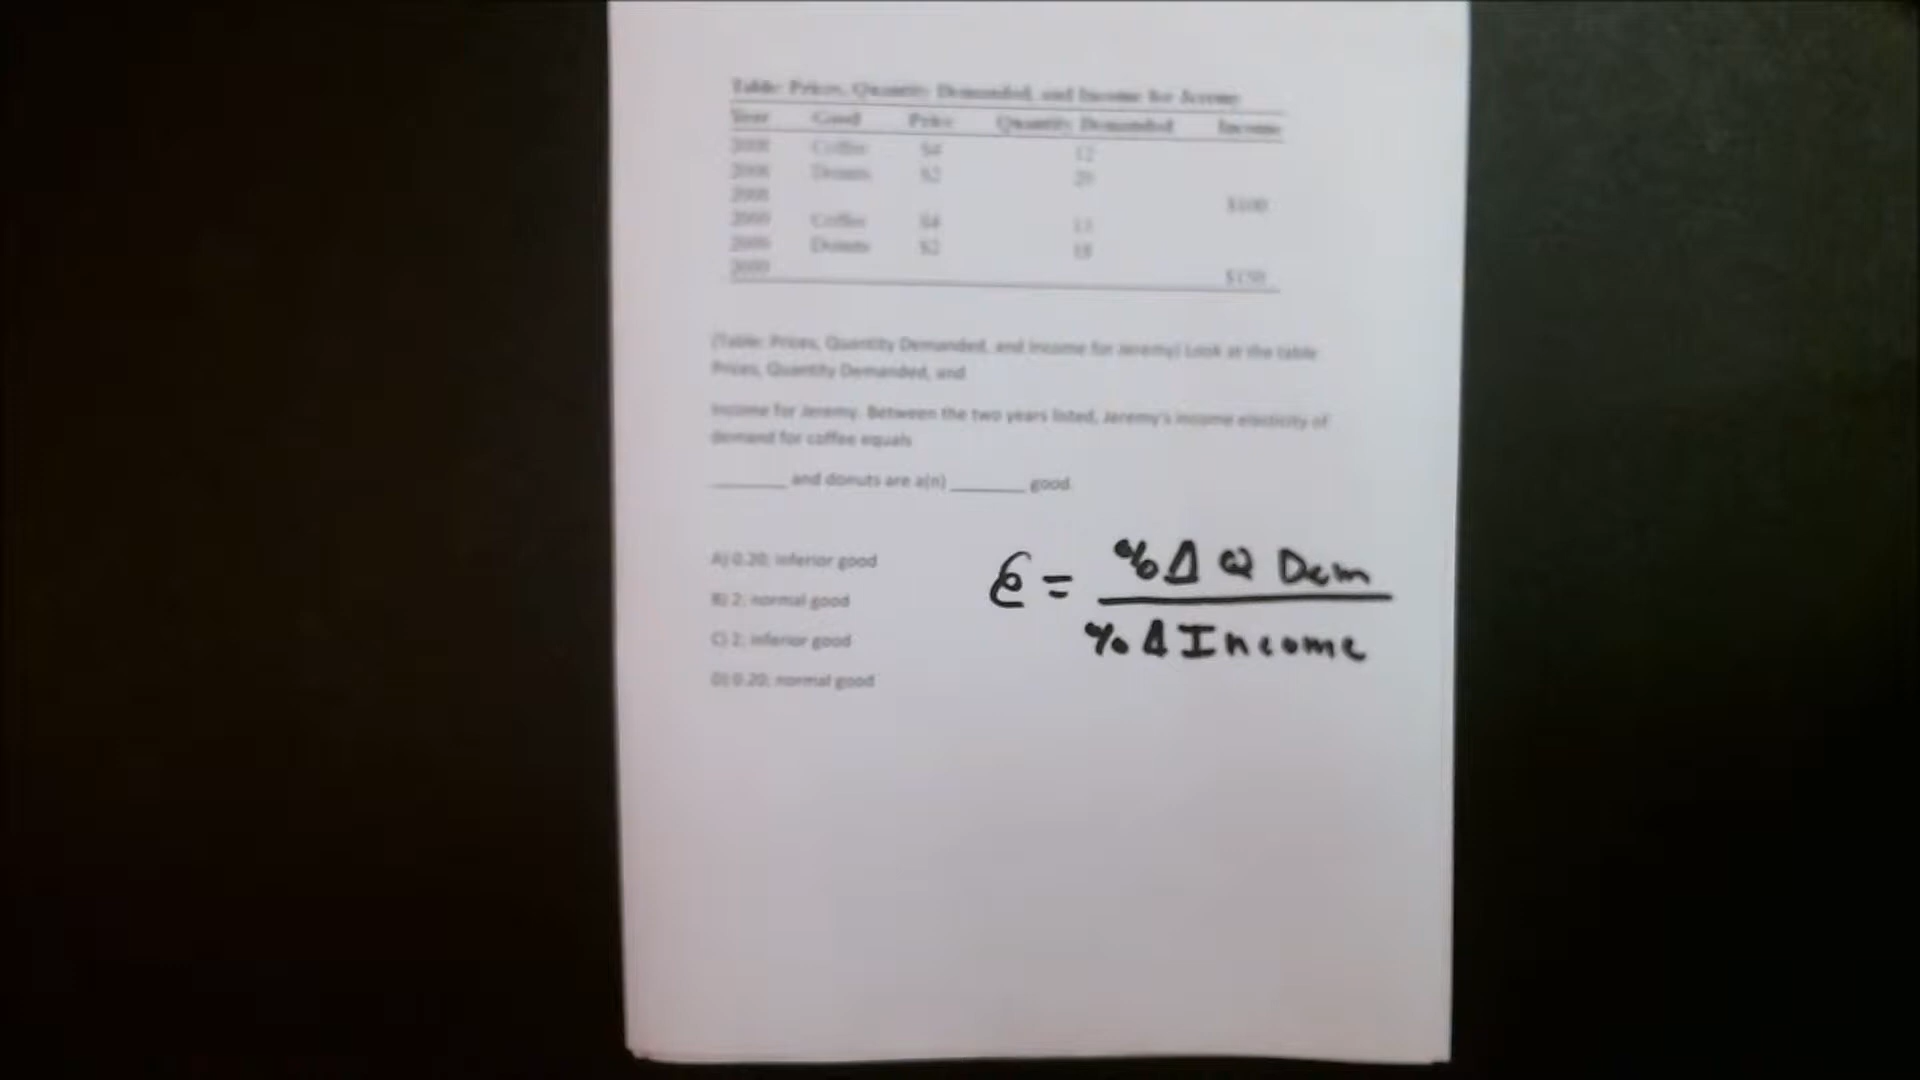 Table: Prices, Quantity Demanded, and Income for Jeremy
Year Good Price Quantity Demanded Income
2008 Coffee $4 12
2008 Donuts $2 20
2008 $100
2009 Coffee $4
2009 Donuts $2 18
2009 $150
(Table: Prices, Quantity Demanded, and Income for Jeremy) Look at the table
Prices, Quantity Demanded, and
Income for Jeremy. Between the two years listed, Jeremy's income elasticity of
demand for coffee equals
________ and donuts are a(n) ________ good.
A) 0.20; inferior good
B) 2; normal good
C) 2; inferior good
D) 0.20; normal good
ϵ = %Δ Q Dem
%Δ Income